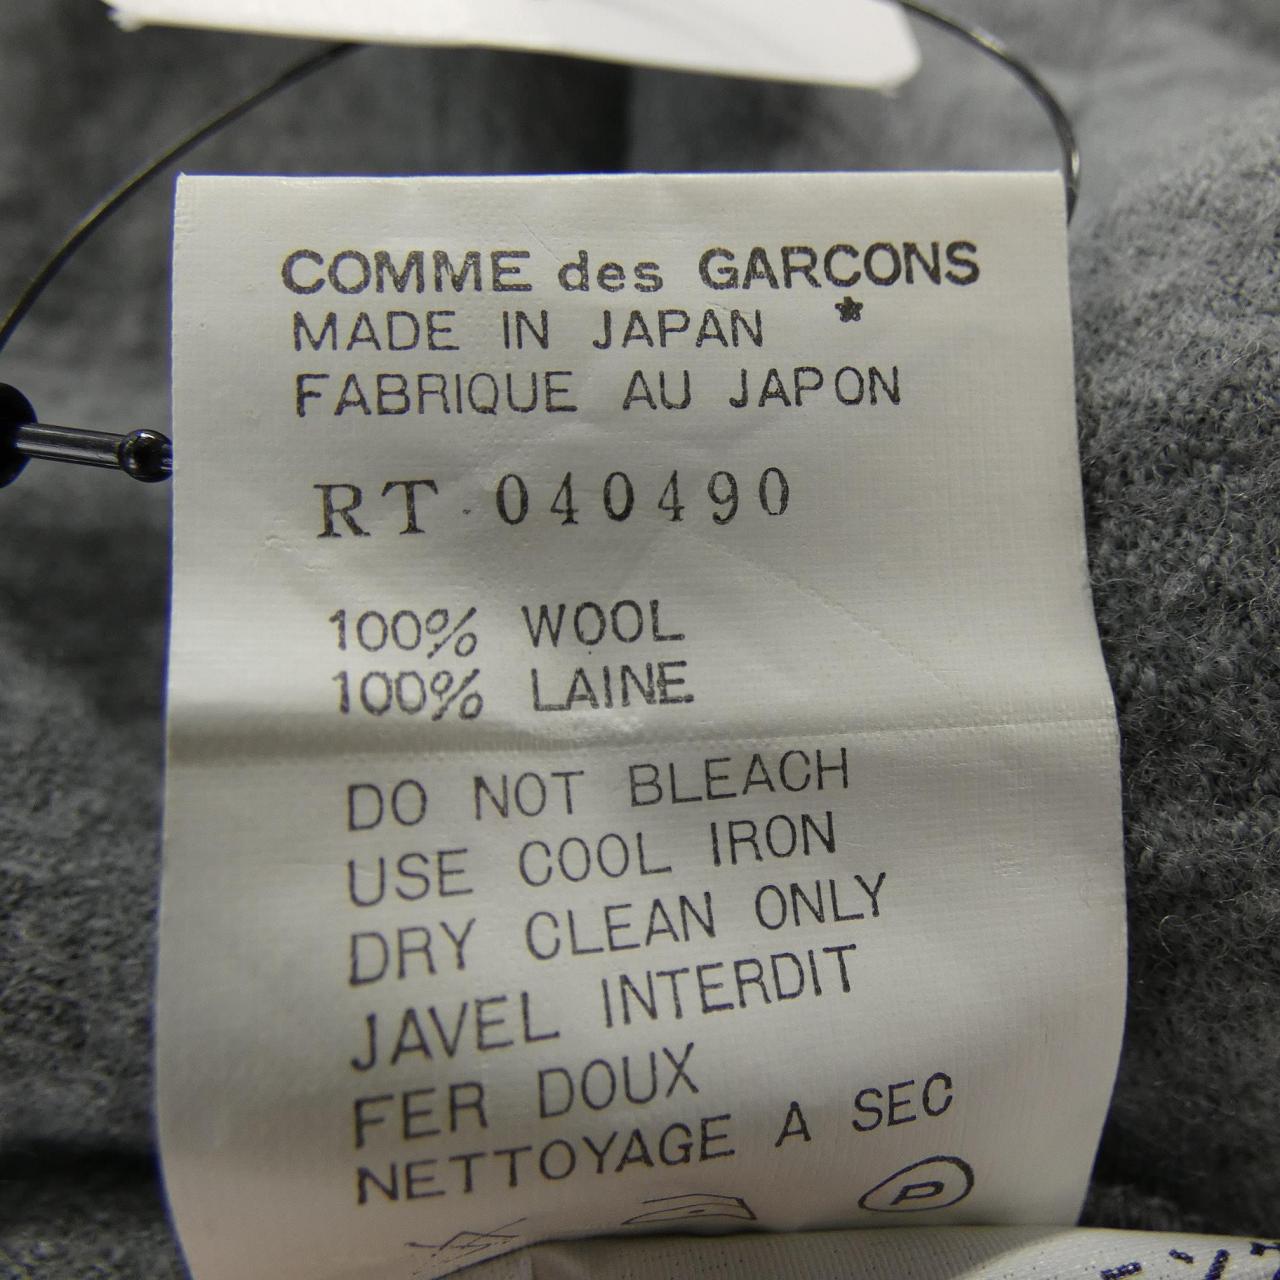 COMME des GARCONS
★
MADE IN JAPAN
FABRIQUE AU JAPON
RT 040490
100% WOOL
100% LAINE
DO NOT BLEACH
USE COOL IRON
DRY CLEAN ONLY
JAVEL INTERDIT
FER DOUX
NETTOYAGE A SEC
P